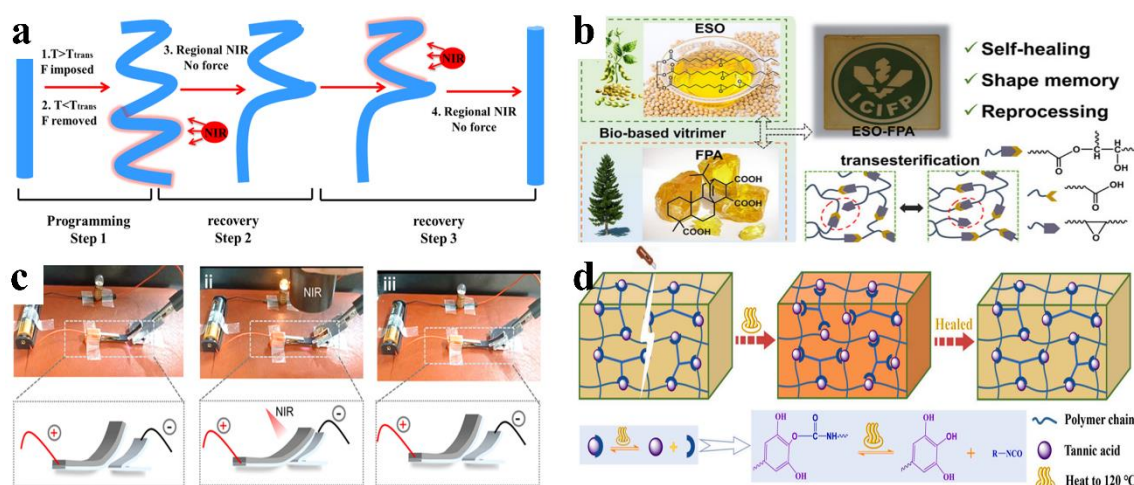 a
1.T>Ttrans
F imposed
2. T<Ttrans
F removed
NIR
3. Regional NIR
No force
NIR
4. Regional NIR
No force
Programming
Step 1
recovery
Step 2
recovery
Step 3
b
ESO
Bio-based vitrimer
FPA
COOH
COOH
COOH
COOH
ICIFP
ESO-FPA
✓ Self-healing
✓ Shape memory
✓ Reprocessing
transesterification
O
O
H
H
OH
O
OH
O
c
ii
NIR
iii
+
-
NIR
+
-
+
-
d
Healed
OH
O
O-C-NH
OH
OH
OH
OH
+ R-NCO
Polymer chain
Tannic acid
Heat to 120 °C